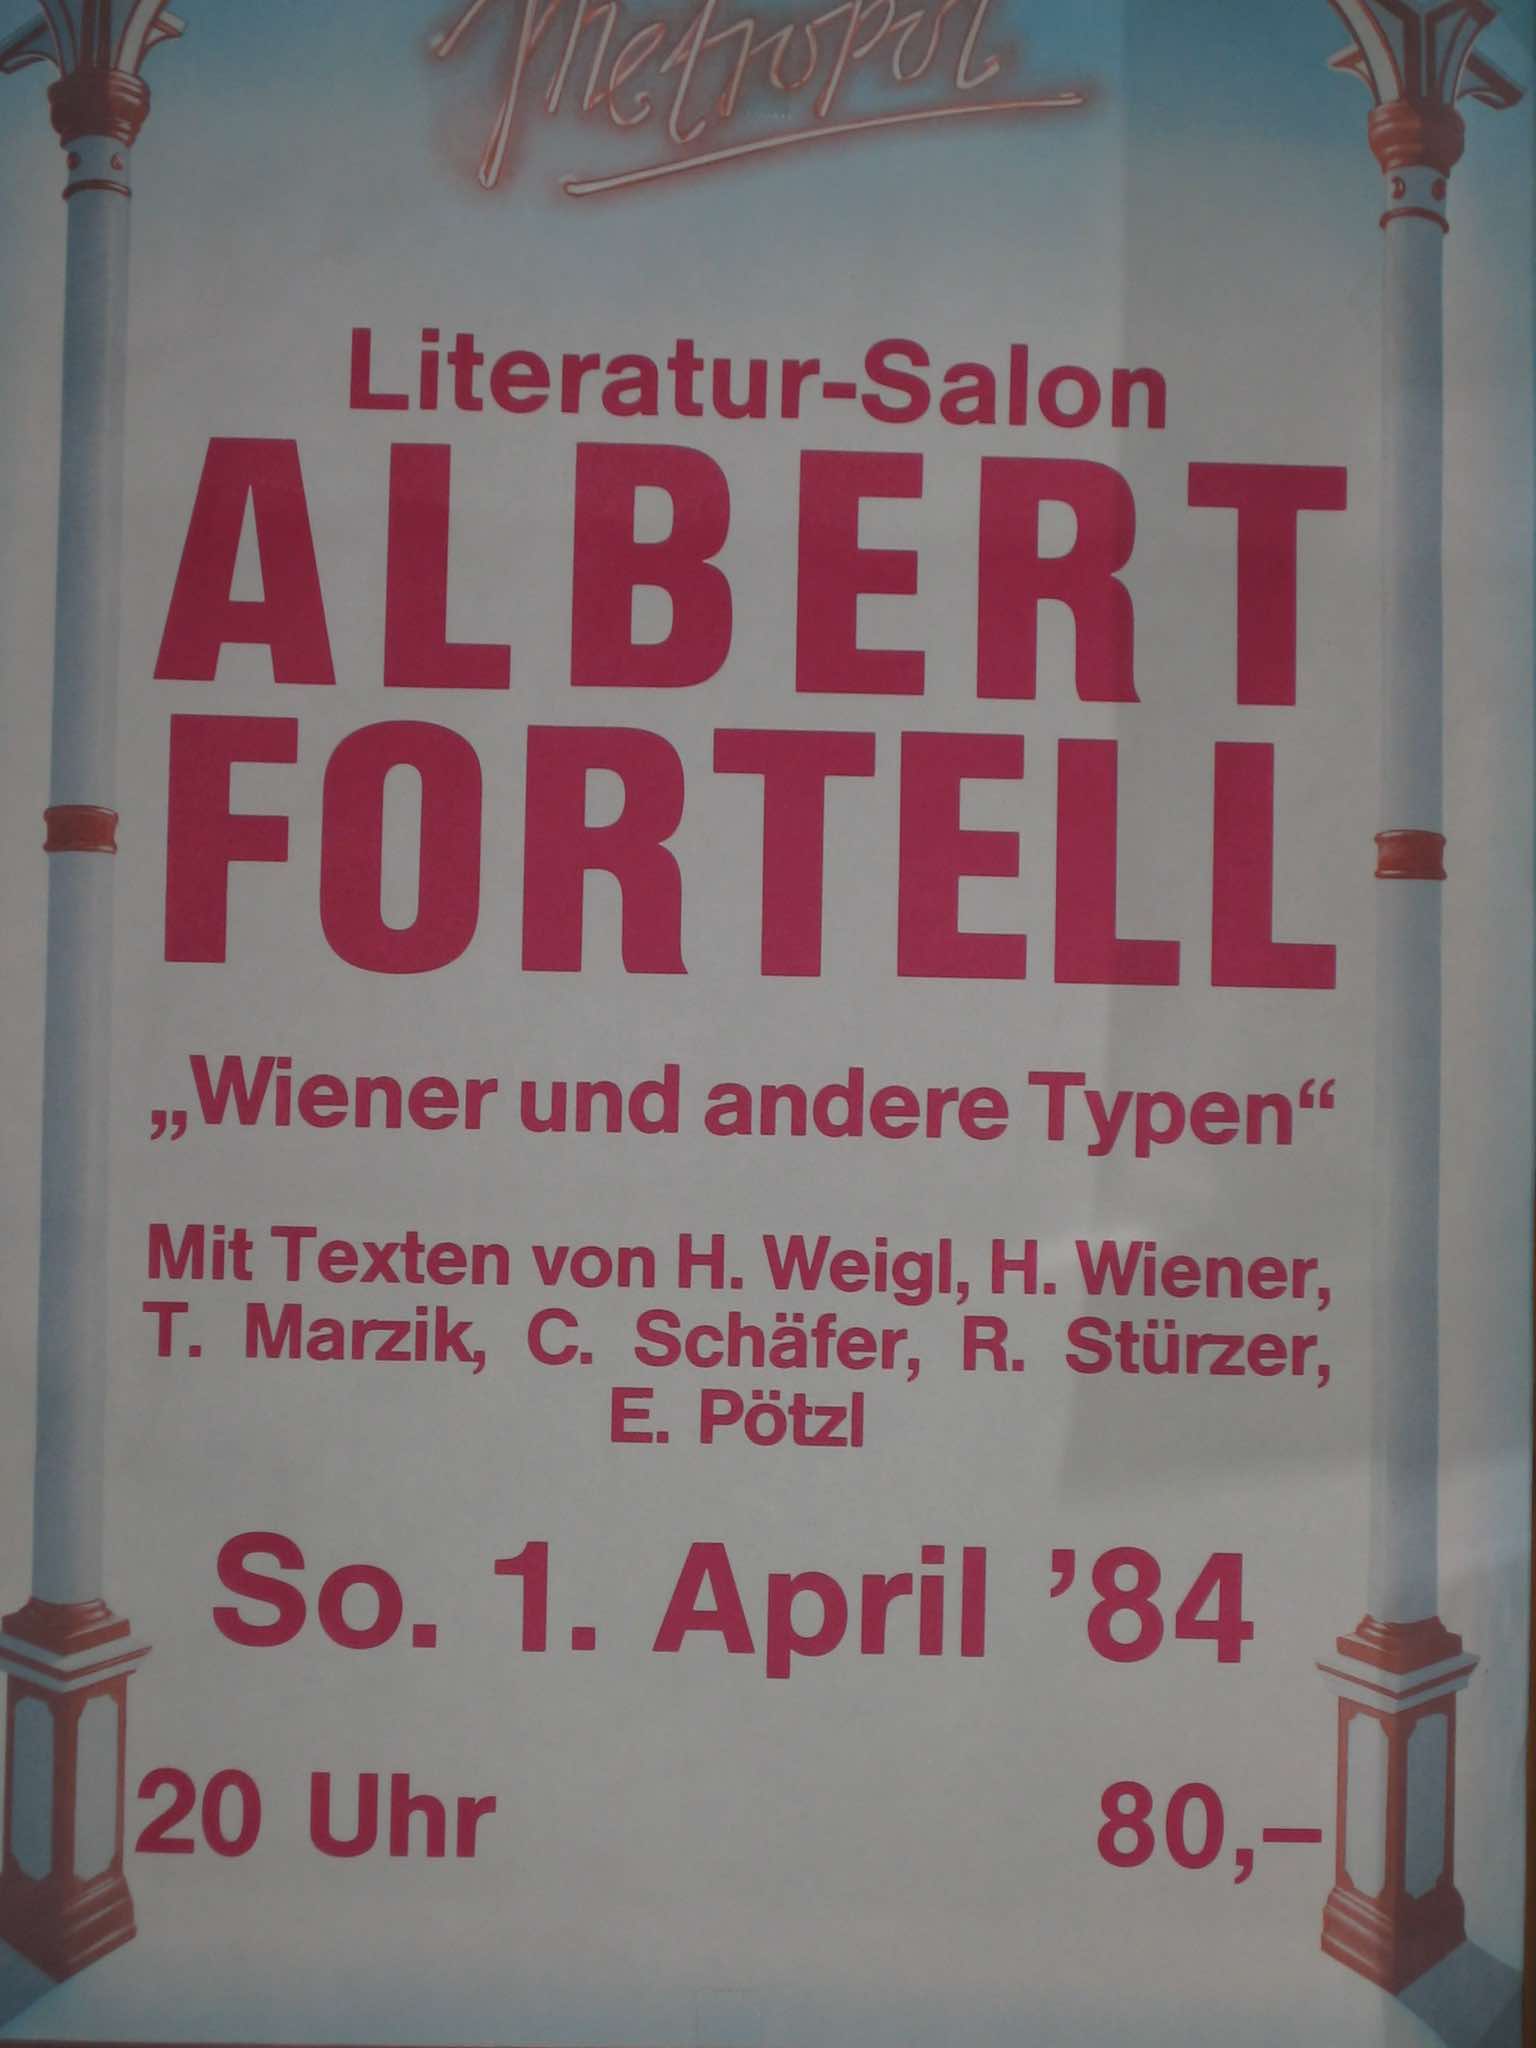 Metropol
Literatur-Salon
ALBERT
FORTELL
„Wiener und andere Typen“
Mit Texten von H. Weigl, H. Wiener,
T. Marzik, C. Schäfer, R. Stürzer,
E. Pötzl
So. 1. April ’84
20 Uhr 80,–